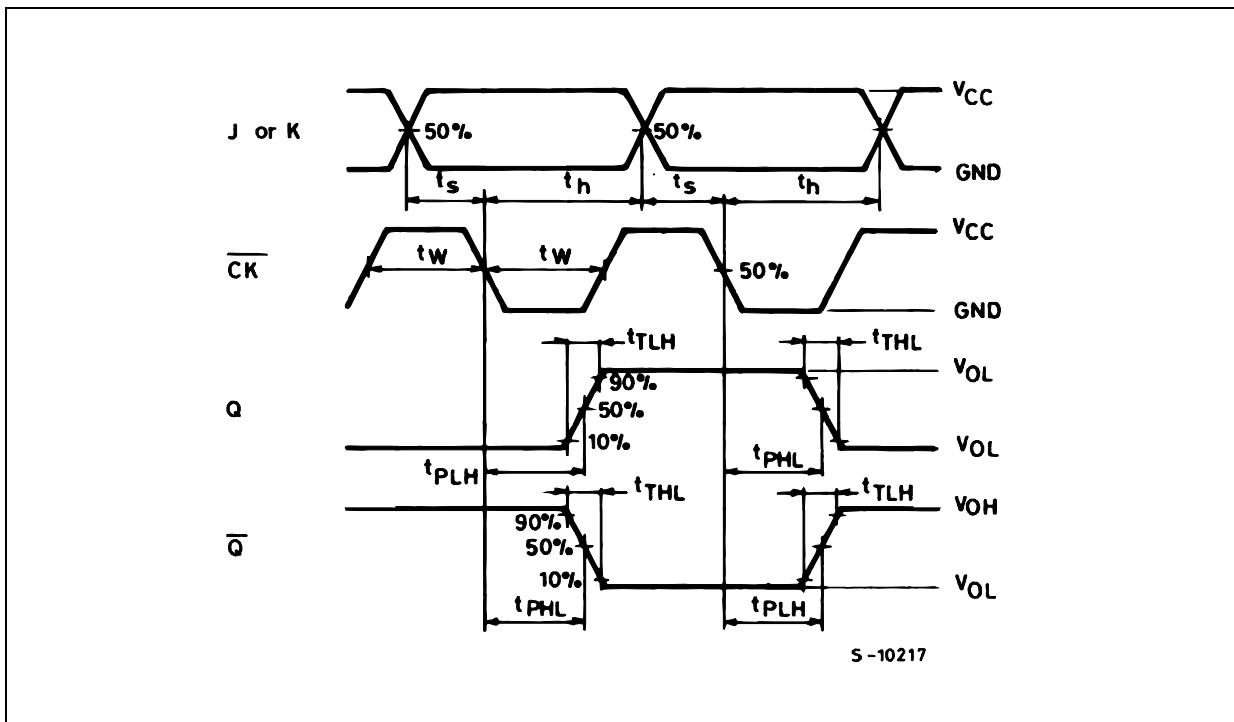 VCC
J or K
50%
50%
GND
ts
th
ts
th
VCC
CK
tW
tW
50%
GND
tTLH
tTHL
VOL
90%
Q
50%
10%
VOL
tPLH
tPHL
tTHL
tTLH
VOH
90%
Q
50%
10%
VOL
tPHL
tPLH
S-10217